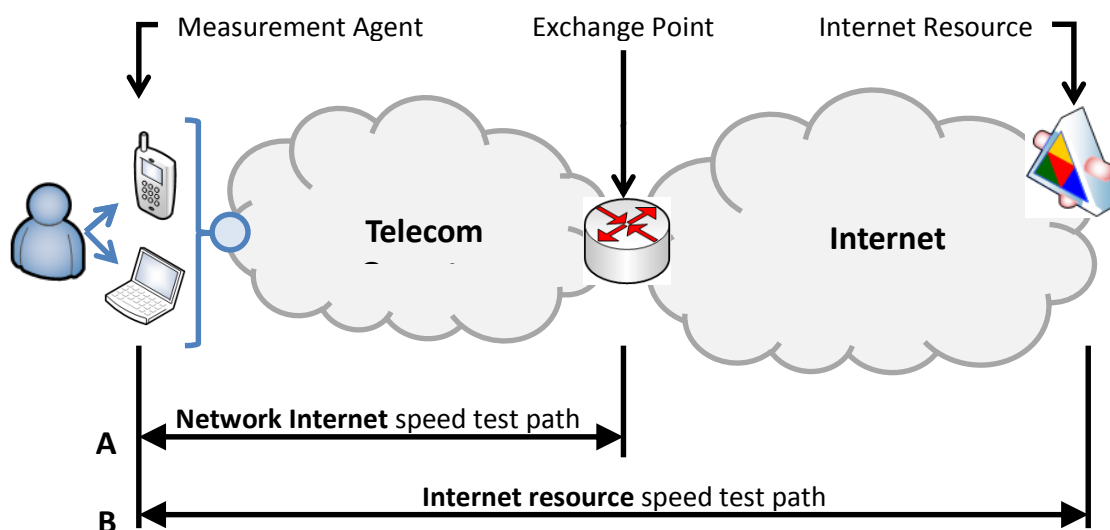 Measurement Agent
Exchange Point
Internet Resource
Telecom
Internet
Network Internet speed test path
A
Internet resource speed test path
B